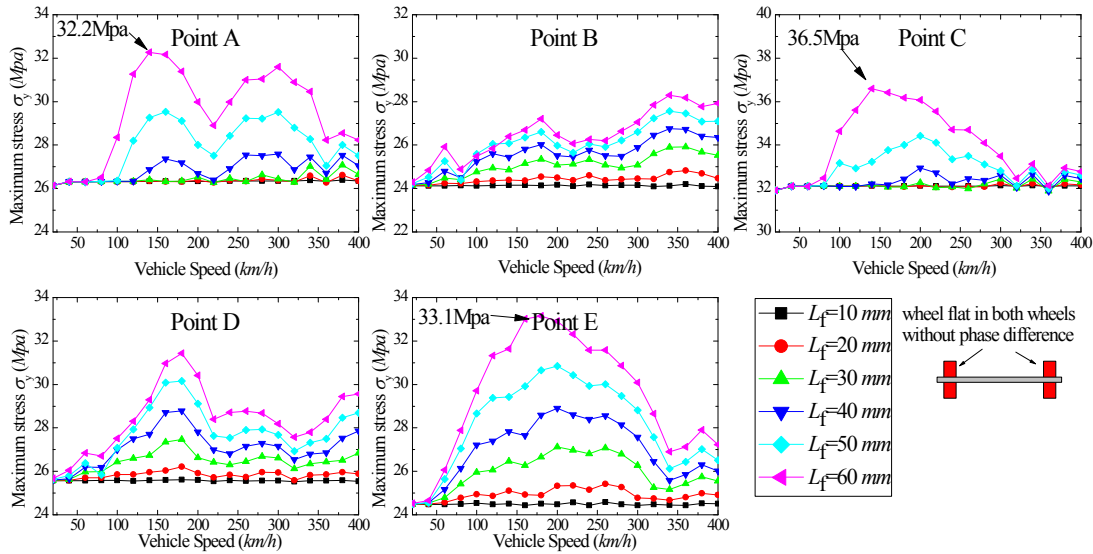 Point A
32.2Mpa
Maximum stress σy (Mpa)
34
32
30
28
26
24
50 100 150 200 250 300 350 400
Vehicle Speed (km/h)
Point B
Maximum stress σy (Mpa)
32
30
28
26
24
22
50 100 150 200 250 300 350 400
Vehicle Speed (km/h)
Point C
36.5Mpa
Maximum stress σy (Mpa)
40
38
36
34
32
30
50 100 150 200 250 300 350 400
Vehicle Speed (km/h)
Point D
Maximum stress σy (Mpa)
34
32
30
28
26
24
50 100 150 200 250 300 350 400
Vehicle Speed (km/h)
Point E
33.1Mpa
Maximum stress σy (Mpa)
34
32
30
28
26
24
50 100 150 200 250 300 350 400
Vehicle Speed (km/h)
Lf=10 mm
Lf=20 mm
Lf=30 mm
Lf=40 mm
Lf=50 mm
Lf=60 mm
wheel flat in both wheels
without phase difference